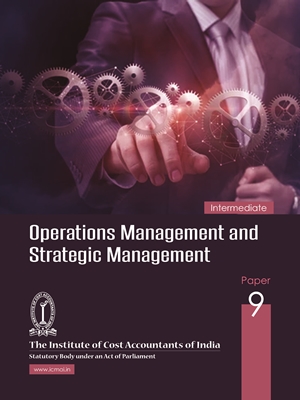 Intermediate
Operations Management and
Strategic Management
Paper
9
The Institute of Cost Accountants of India
Statutory Body under an Act of Parliament
www.icmai.in